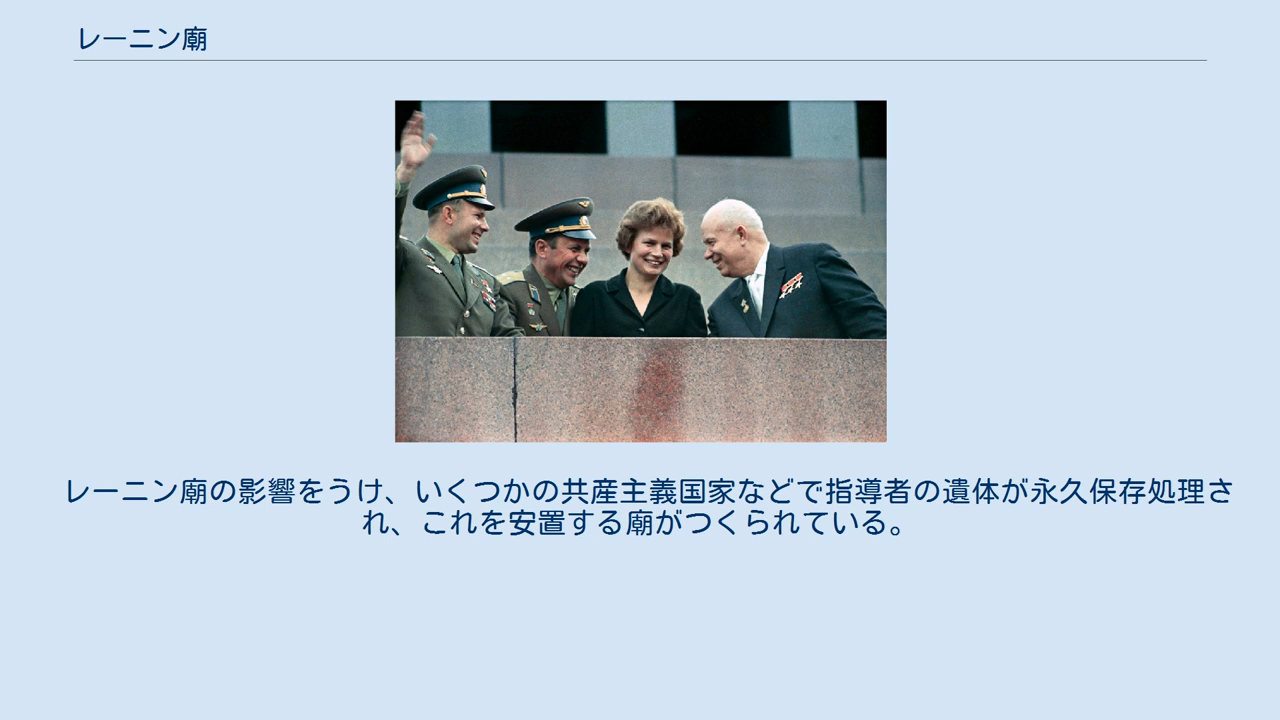 レーニン廟
レーニン廟の影響をうけ、いくつかの共産主義国家などで指導者の遺体が永久保存処理さ
れ、これを安置する廟がつくられている。